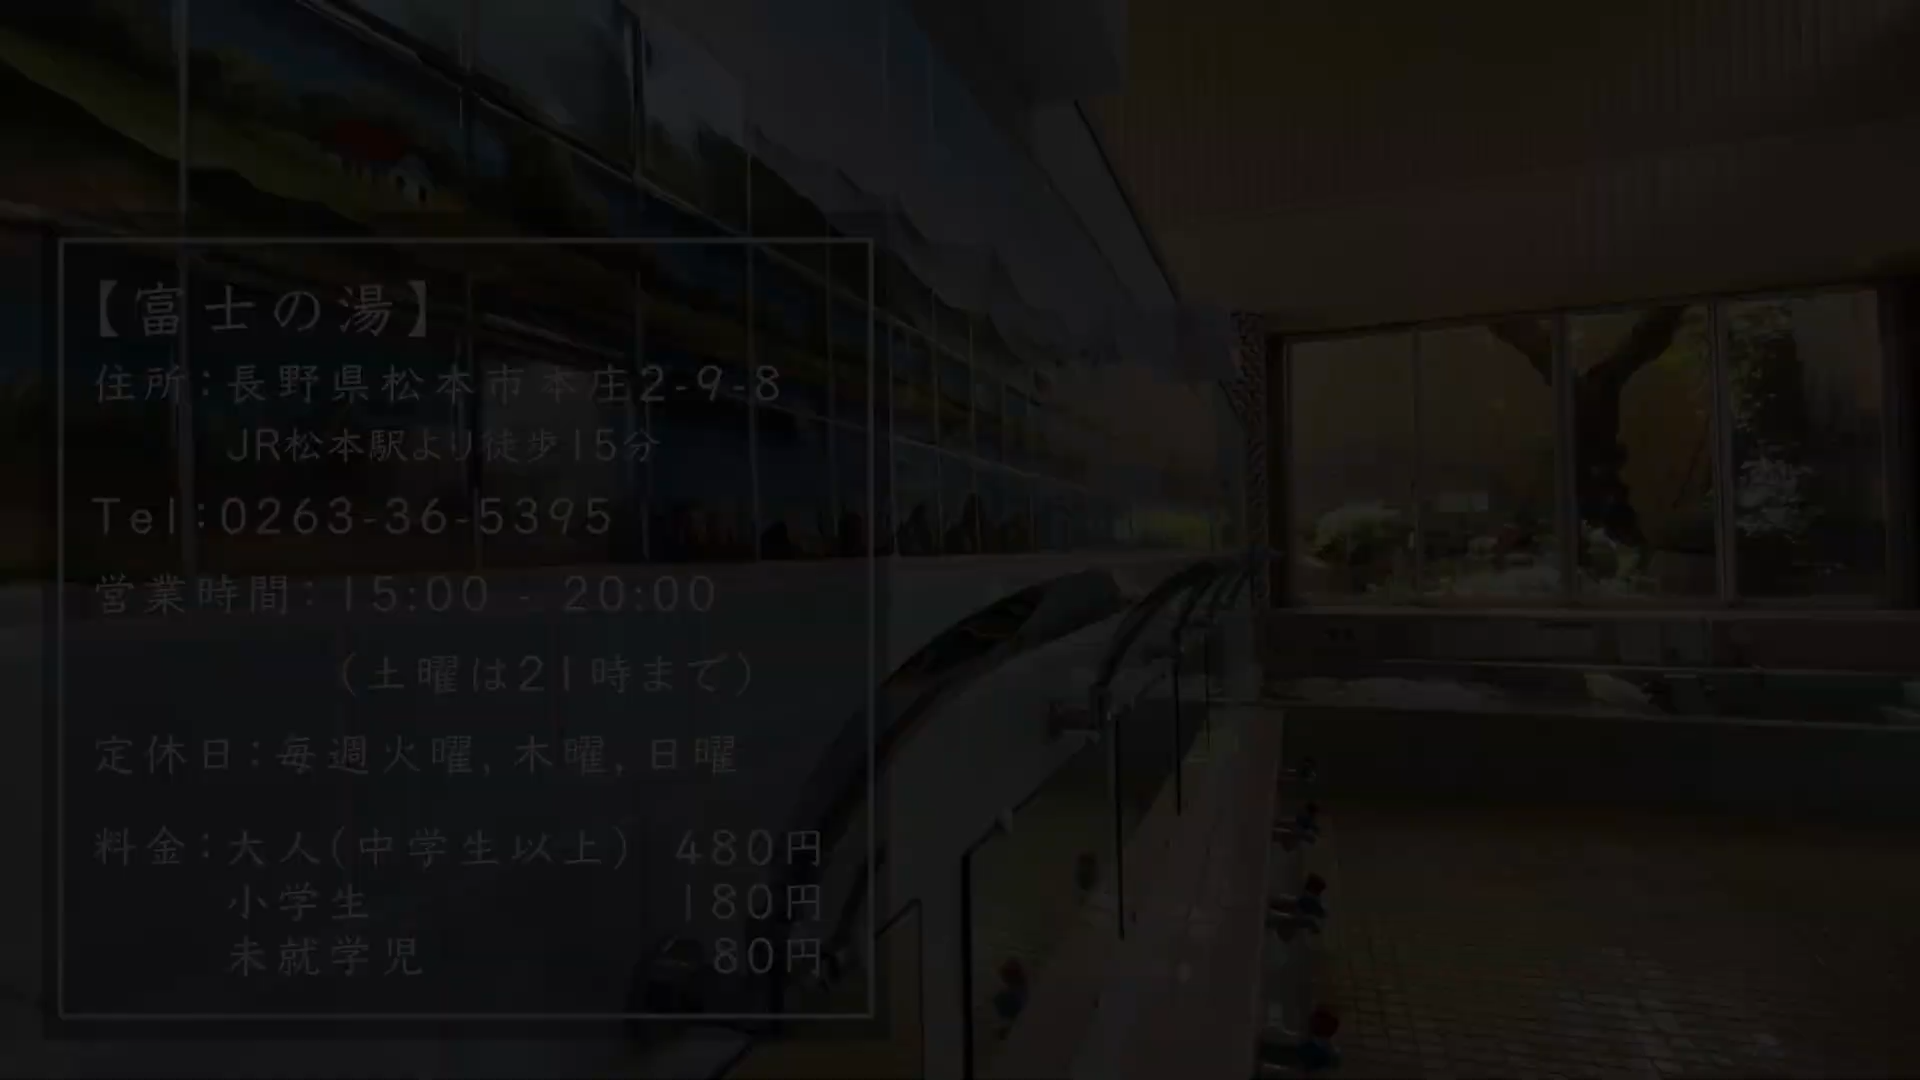 【富士の湯】
住所:長野県松本市本庄2-9-8
JR松本駅より徒歩15分
Tel:0263-36-5395
営業時間:15:00 - 20:00
(土曜は21時まで)
定休日:毎週火曜,木曜,日曜
料金:大人(中学生以上) 480円
小学生 180円
未就学児 80円